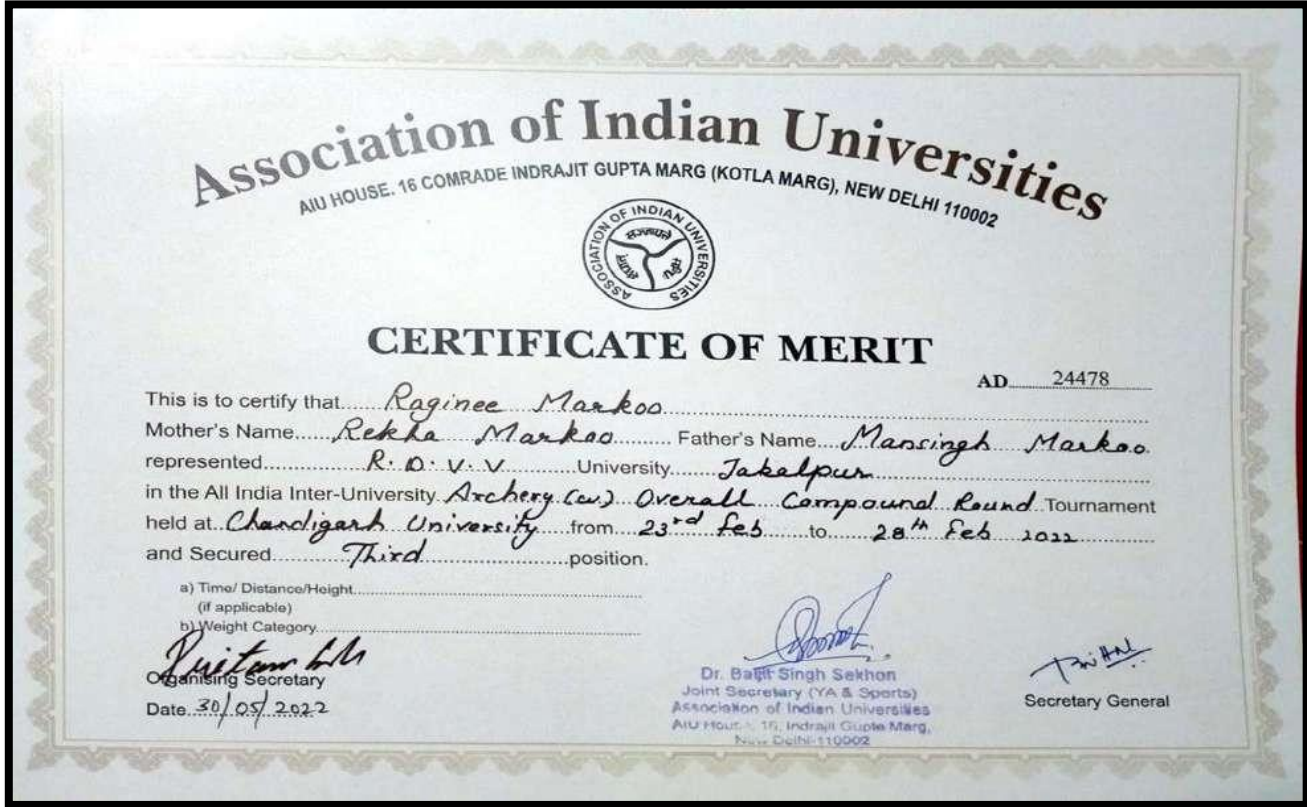 Association of Indian Universities
AIU HOUSE. 16 COMRADE INDRAJIT GUPTA MARG (KOTLA MARG), NEW DELHI 110002
ASSOCIATION OF INDIAN UNIVERSITIES
CERTIFICATE OF MERIT
AD 24478
This is to certify that Raginee Markoo
Mother's Name Rekha Markoo Father's Name Mansingh Markoo
represented R.D.V.V University Jabalpur
in the All India Inter-University Archery (w) Overall Compound Round Tournament
held at Chandigarh University from 23rd Feb to 28th Feb 2022
and Secured Third position.
a) Time/ Distance/Height
(if applicable)
b) Weight Category
Organising Secretary
Date 30/05/2022
Dr. Baljit Singh Sekhon
Joint Secretary (YA & Sports)
Association of Indian Universities
AIU House, 16, Indrajit Gupta Marg,
New Delhi-110002
Secretary General